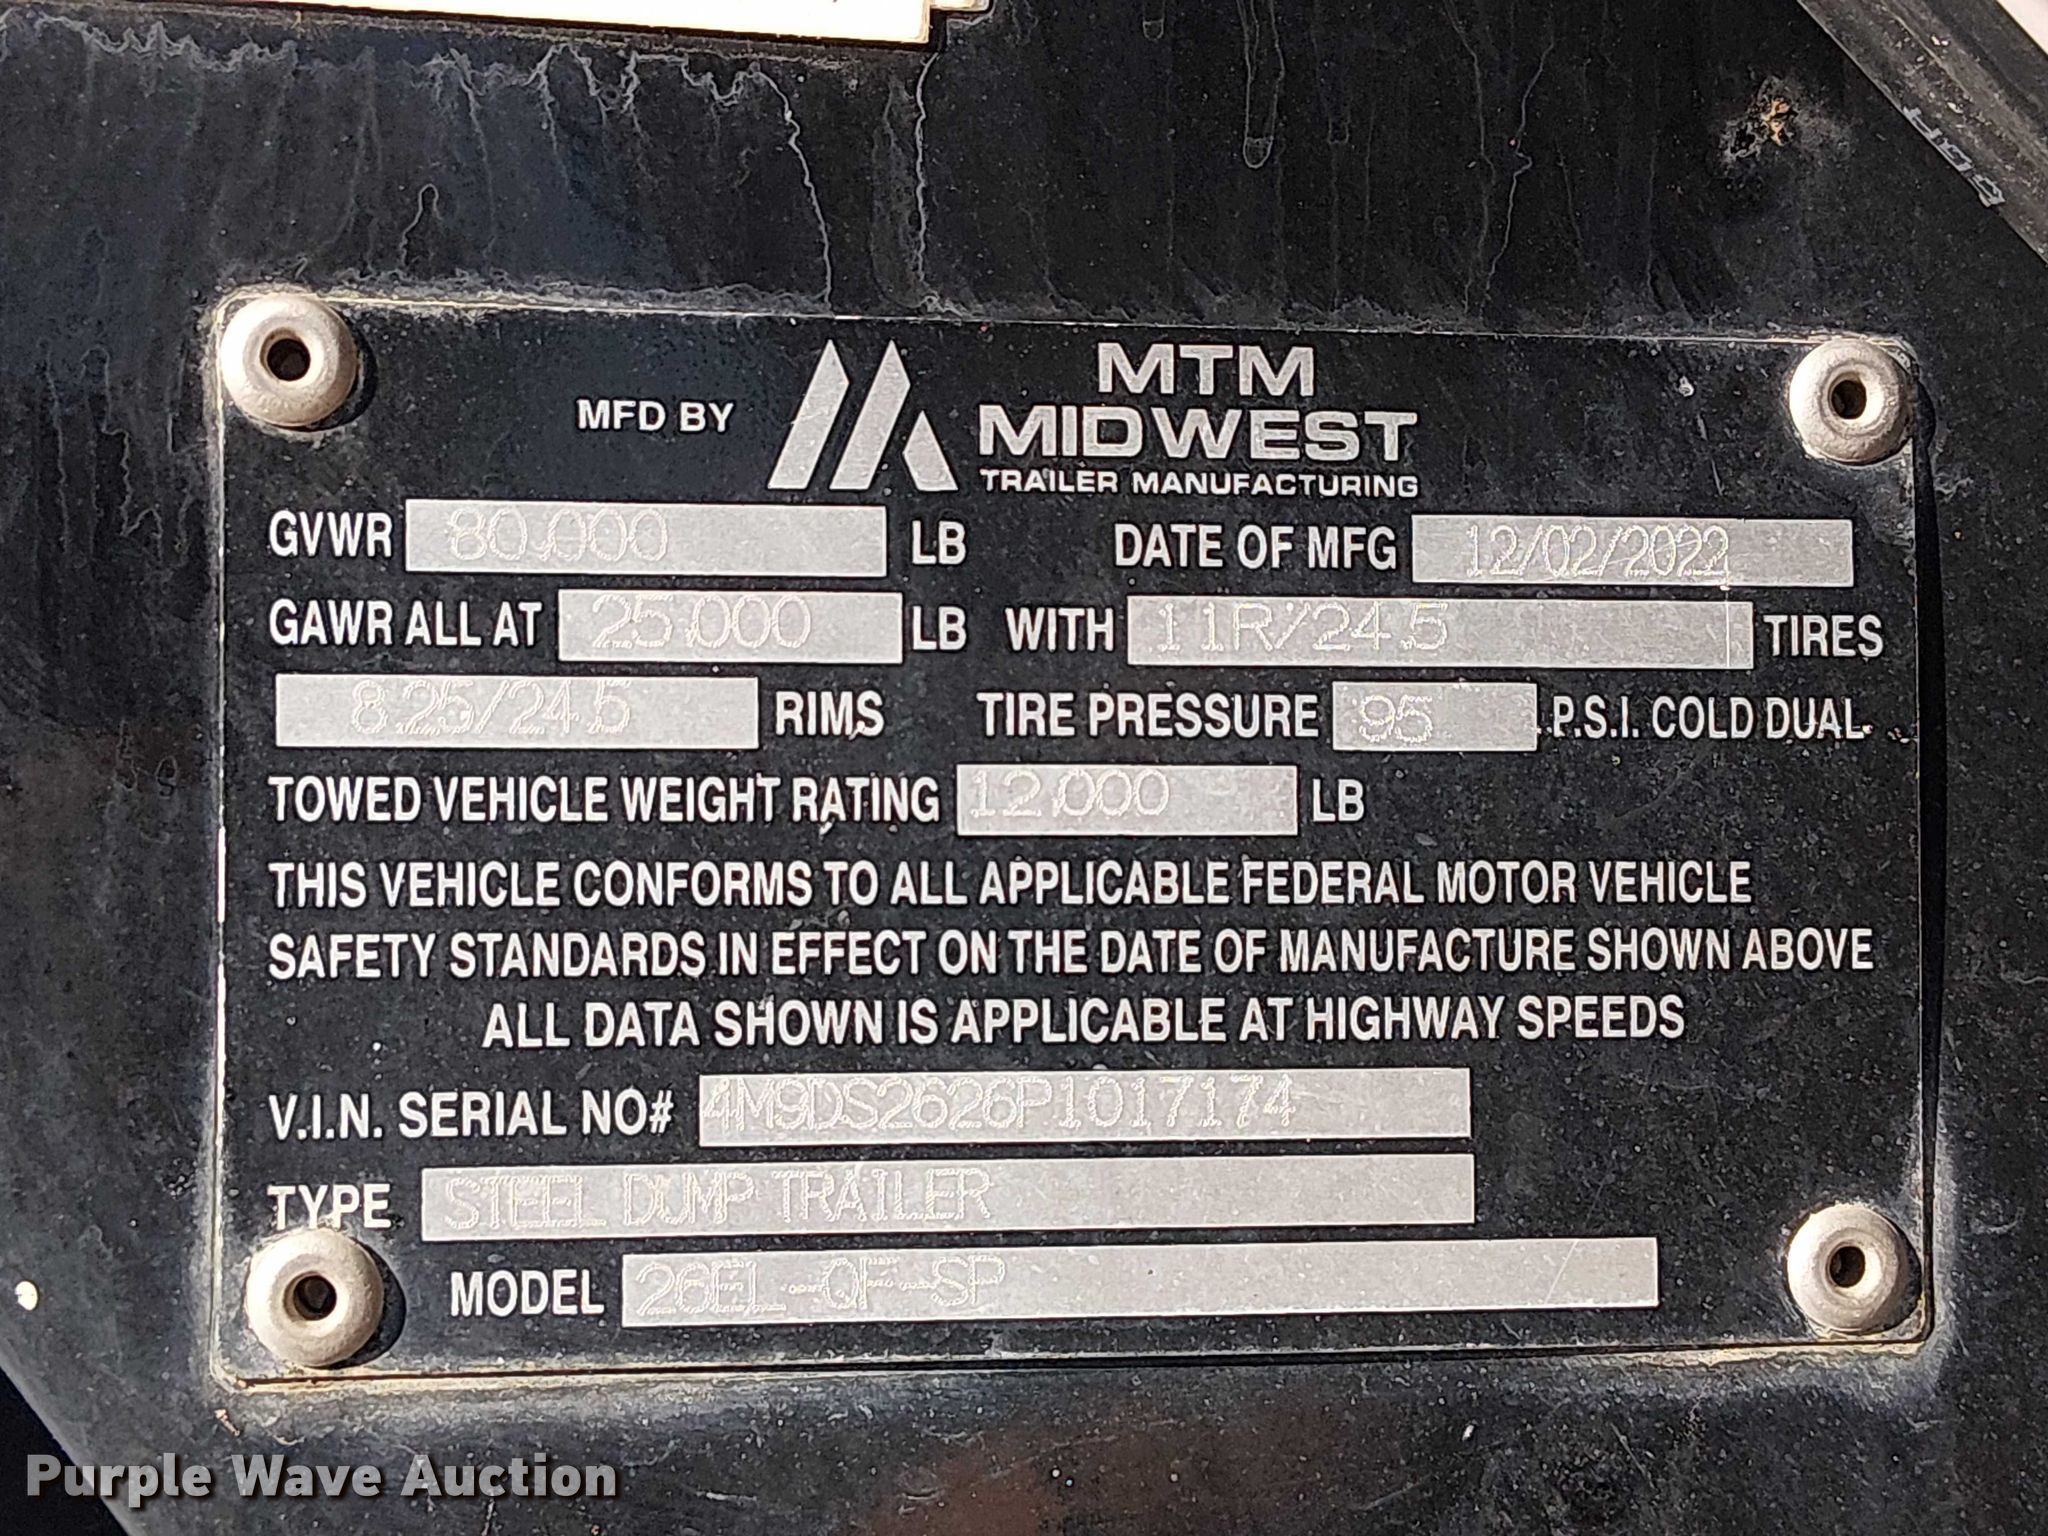 MTM
MFD BY MIDWEST
TRAILER MANUFACTURING
GVWR 80,000 LB DATE OF MFG 12/02/2022
GAWR ALL AT 25,000 LB WITH 11R/24.5 TIRES
8.25/24.5 RIMS TIRE PRESSURE 95 P.S.I. COLD DUAL
TOWED VEHICLE WEIGHT RATING 12,000 LB
THIS VEHICLE CONFORMS TO ALL APPLICABLE FEDERAL MOTOR VEHICLE
SAFETY STANDARDS IN EFFECT ON THE DATE OF MANUFACTURE SHOWN ABOVE
ALL DATA SHOWN IS APPLICABLE AT HIGHWAY SPEEDS
V.I.N. SERIAL NO# 4M9DS2626P1017174
TYPE STEEL DUMP TRAILER
MODEL SP
Purple Wave Auction